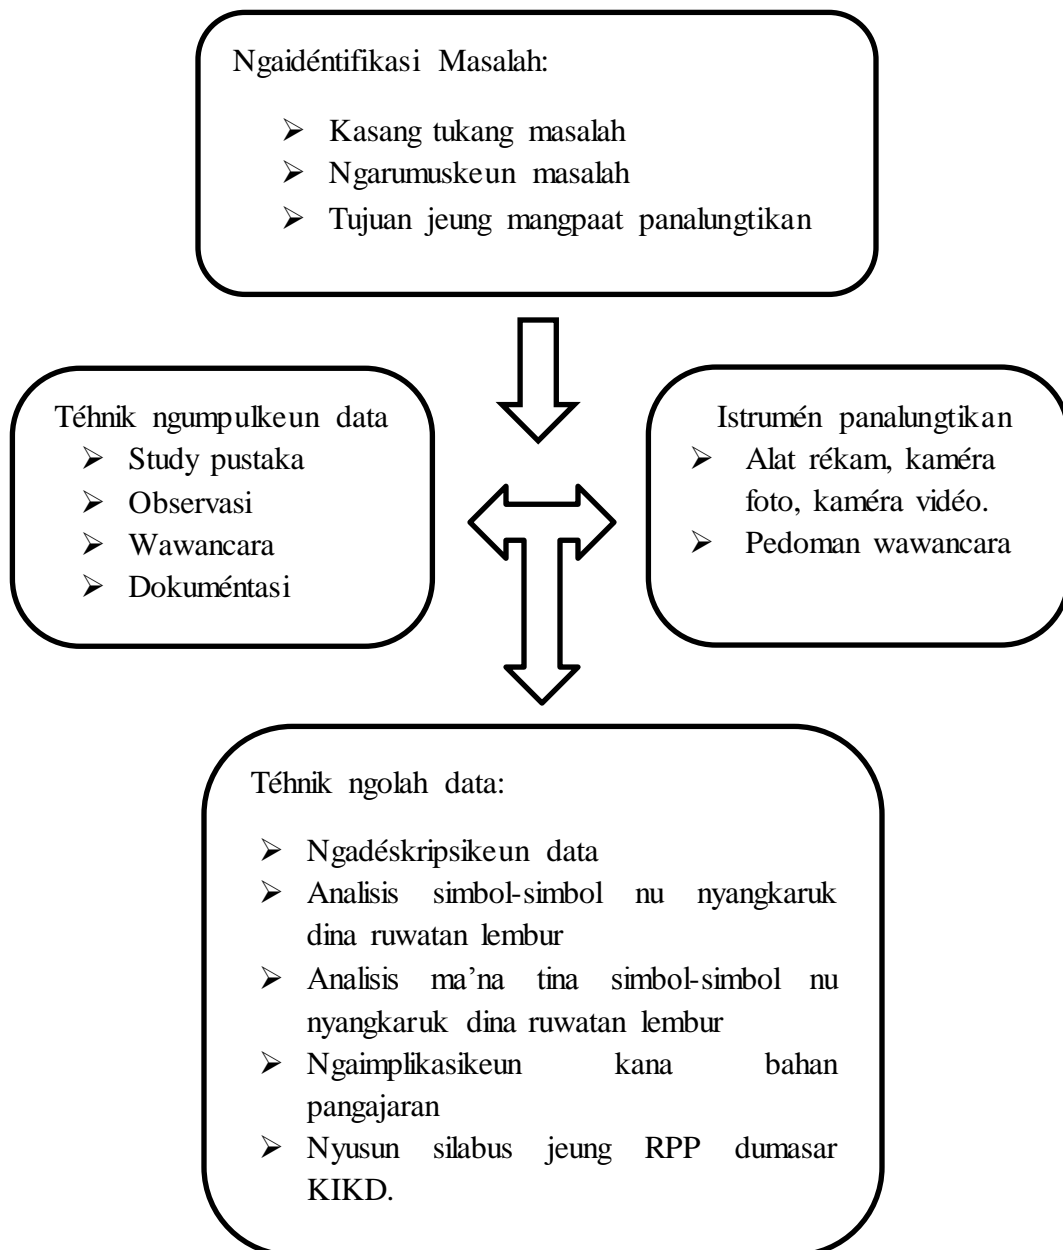 Ngaidéntifikasi Masalah:
➢ Kasang tukang masalah
➢ Ngarumuskeun masalah
➢ Tujuan jeung mangpaat panalungtikan
Téhnik ngumpulkeun data
➢ Study pustaka
➢ Observasi
➢ Wawancara
➢ Dokuméntasi
Istrumén panalungtikan
➢ Alat rékam, kaméra
foto, kaméra vidéo.
➢ Pedoman wawancara
Téhnik ngolah data:
➢ Ngadéskripsikeun data
➢ Analisis simbol-simbol nu nyangkaruk
dina ruwatan lembur
➢ Analisis ma’na tina simbol-simbol nu
nyangkaruk dina ruwatan lembur
➢ Ngaimplikasikeun kana bahan
pangajaran
➢ Nyusun silabus jeung RPP dumasar
KIKD.